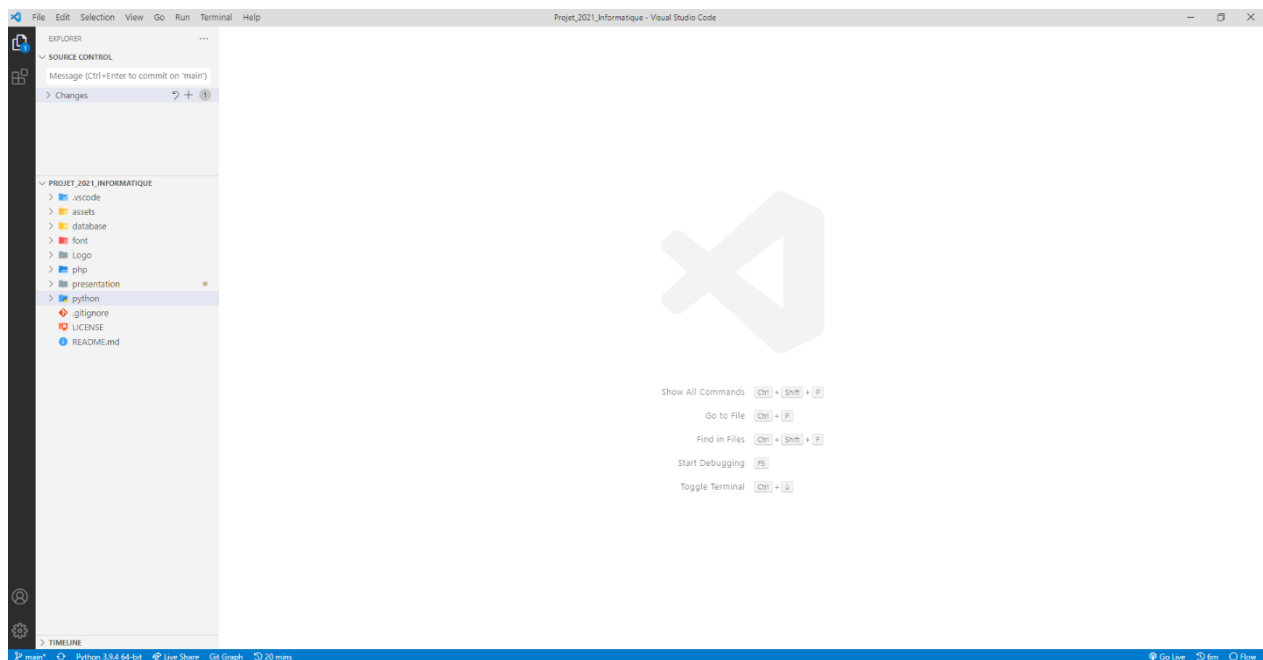 File Edit Selection View Go Run Terminal Help
Projet_2021_Informatique - Visual Studio Code
EXPLORER
SOURCE CONTROL
Message (Ctrl+Enter to commit on 'main')
Changes 1
PROJET_2021_INFORMATIQUE
.vscode
assets
database
font
Logo
php
presentation
python
.gitignore
LICENSE
README.md
TIMELINE
Show All Commands Ctrl + Shift + P
Go to File Ctrl + P
Find in Files Ctrl + Shift + F
Start Debugging F5
Toggle Terminal Ctrl + ù
main* Python 3.9.4 64-bit Live Share Git Graph 20 mins
Go Live 6m Flow